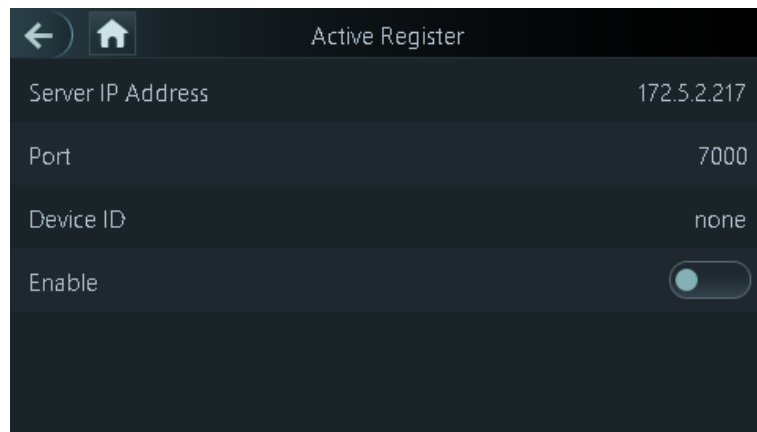 Active Register
Server IP Address 172.5.2.217
Port 7000
Device ID none
Enable